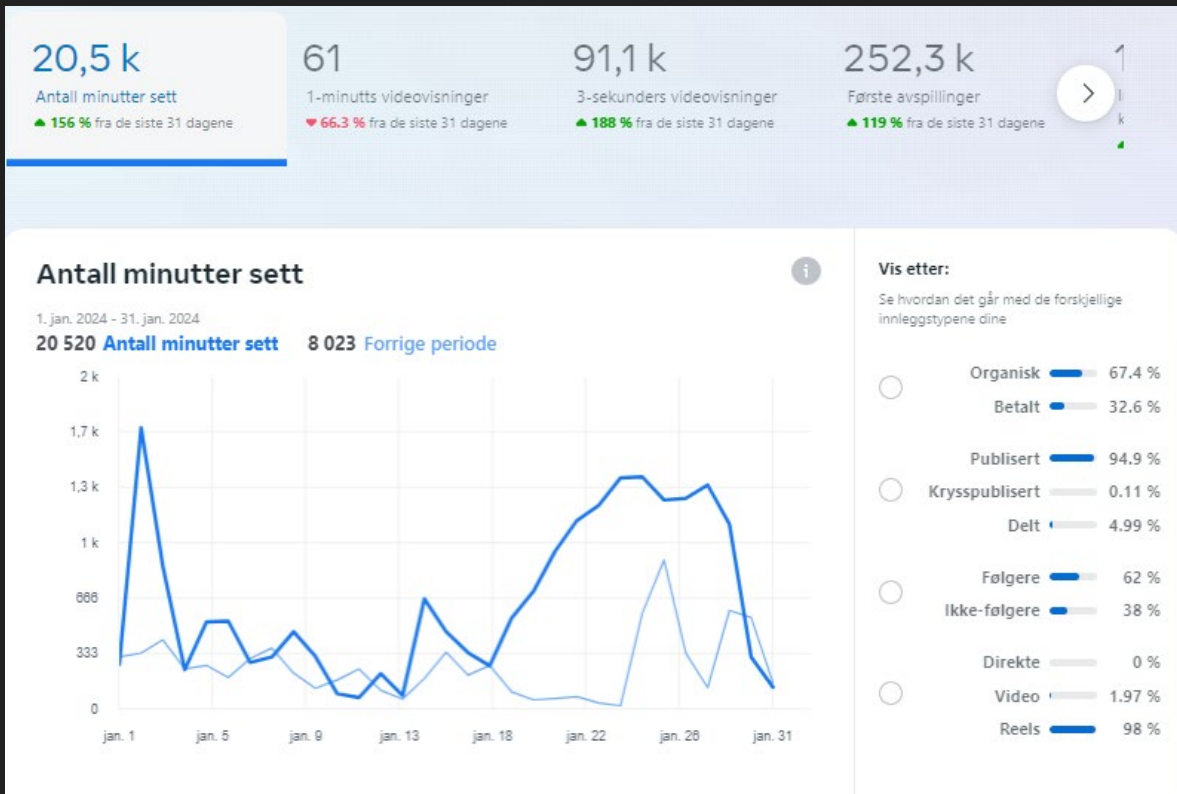 20,5 k
Antall minutter sett
156 % fra de siste 31 dagene
61
1-minutts videovisninger
66.3 % fra de siste 31 dagene
91,1 k
3-sekunders videovisninger
188 % fra de siste 31 dagene
252,3 k
Første avspillinger
119 % fra de siste 31 dagene
Antall minutter sett
1. jan. 2024 - 31. jan. 2024
20 520 Antall minutter sett 8 023 Forrige periode
2 k
1,7 k
1,3 k
1 k
666
333
0
jan. 1 jan. 5 jan. 9 jan. 13 jan. 18 jan. 22 jan. 26 jan. 31
Vis etter:
Se hvordan det går med de forskjellige
innleggstypene dine
Organisk 67.4 %
Betalt 32.6 %
Publisert 94.9 %
Krysspublisert 0.11 %
Delt 4.99 %
Følgere 62 %
Ikke-følgere 38 %
Direkte 0 %
Video 1.97 %
Reels 98 %